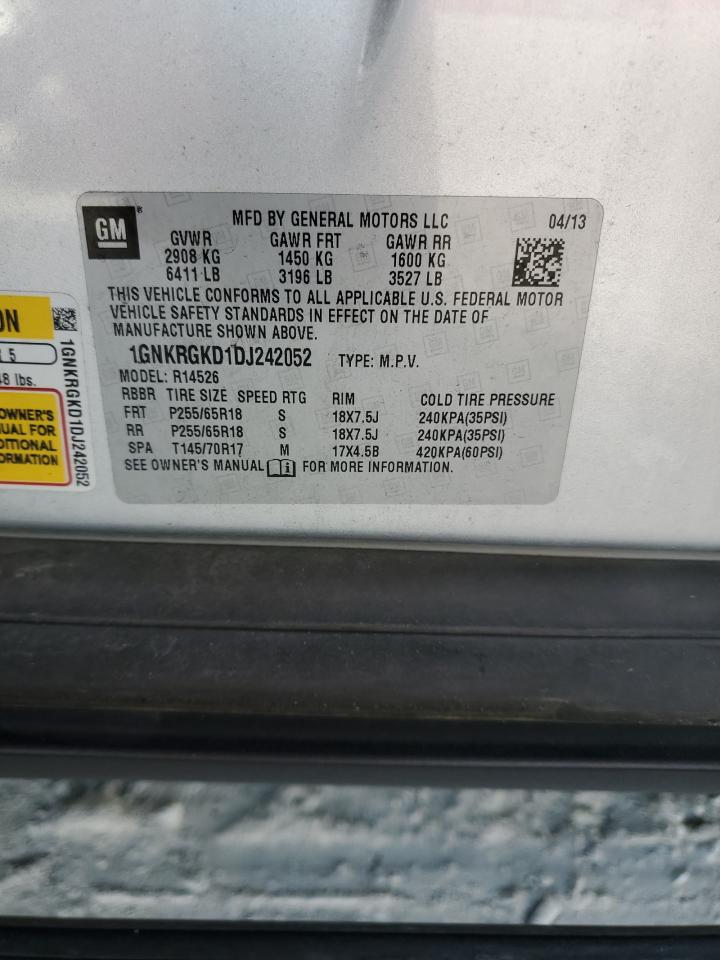 GM
®
MFD BY GENERAL MOTORS LLC
04/13
GVWR GAWR FRT GAWR RR
2908 KG 1450 KG 1600 KG
6411 LB 3196 LB 3527 LB
THIS VEHICLE CONFORMS TO ALL APPLICABLE U.S. FEDERAL MOTOR
VEHICLE SAFETY STANDARDS IN EFFECT ON THE DATE OF
MANUFACTURE SHOWN ABOVE.
1GNKRGKD1DJ242052 TYPE: M.P.V.
MODEL: R14526
RBBR TIRE SIZE SPEED RTG RIM COLD TIRE PRESSURE
FRT P255/65R18 S 18X7.5J 240KPA(35PSI)
RR P255/65R18 S 18X7.5J 240KPA(35PSI)
SPA T145/70R17 M 17X4.5B 420KPA(60PSI)
SEE OWNER'S MANUAL FOR MORE INFORMATION.
ON
5
8 lbs.
OWNER'S
UAL FOR
DITIONAL
ORMATION
1GNKRGKD1DJ242052